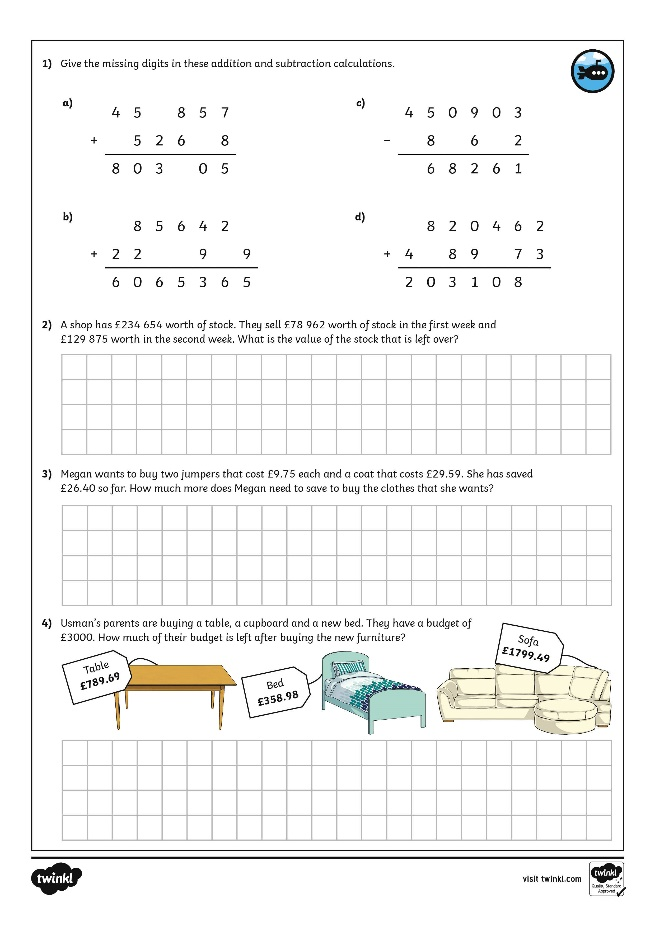 1) Give the missing digits in these addition and subtraction calculations.
a)
4 5 8 5 7
+ 5 2 6 8
8 0 3 0 5
c)
4 5 0 9 0 3
− 8 6 2
6 8 2 6 1
b)
8 5 6 4 2
+ 2 2 9 9
6 0 6 5 3 6 5
d)
8 2 0 4 6 2
+ 4 8 9 7 3
2 0 3 1 0 8
2) A shop has £234 654 worth of stock. They sell £78 962 worth of stock in the first week and
£129 875 worth in the second week. What is the value of the stock that is left over?
3) Megan wants to buy two jumpers that cost £9.75 each and a coat that costs £29.59. She has saved
£26.40 so far. How much more does Megan need to save to buy the clothes that she wants?
4) Usman's parents are buying a table, a cupboard and a new bed. They have a budget of
£3000. How much of their budget is left after buying the new furniture?
Table
£789.69
Bed
£358.98
Sofa
£1799.49
twinkl
visit twinkl.com
twinkl
Quality Standard
Approved